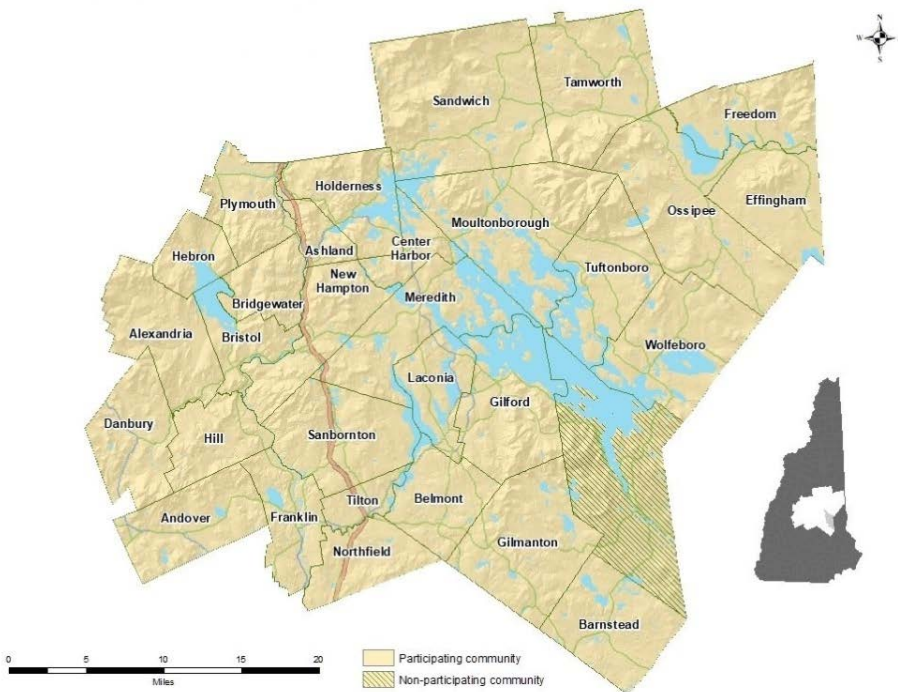 N
W
S
Tamworth
Sandwich
Freedom
Holderness
Plymouth
Effingham
Ossipee
Moultonborough
Ashland
Center
Harbor
Hebron
New
Hampton
Tuftonboro
Bridgewater
Meredith
Alexandria
Bristol
Wolfeboro
Laconia
Gilford
Danbury
Hill
Sanbornton
Tilton
Belmont
Andover
Franklin
Gilmanton
Northfield
Barnstead
0 5 10 15 20
Miles
Participating community
Non-participating community